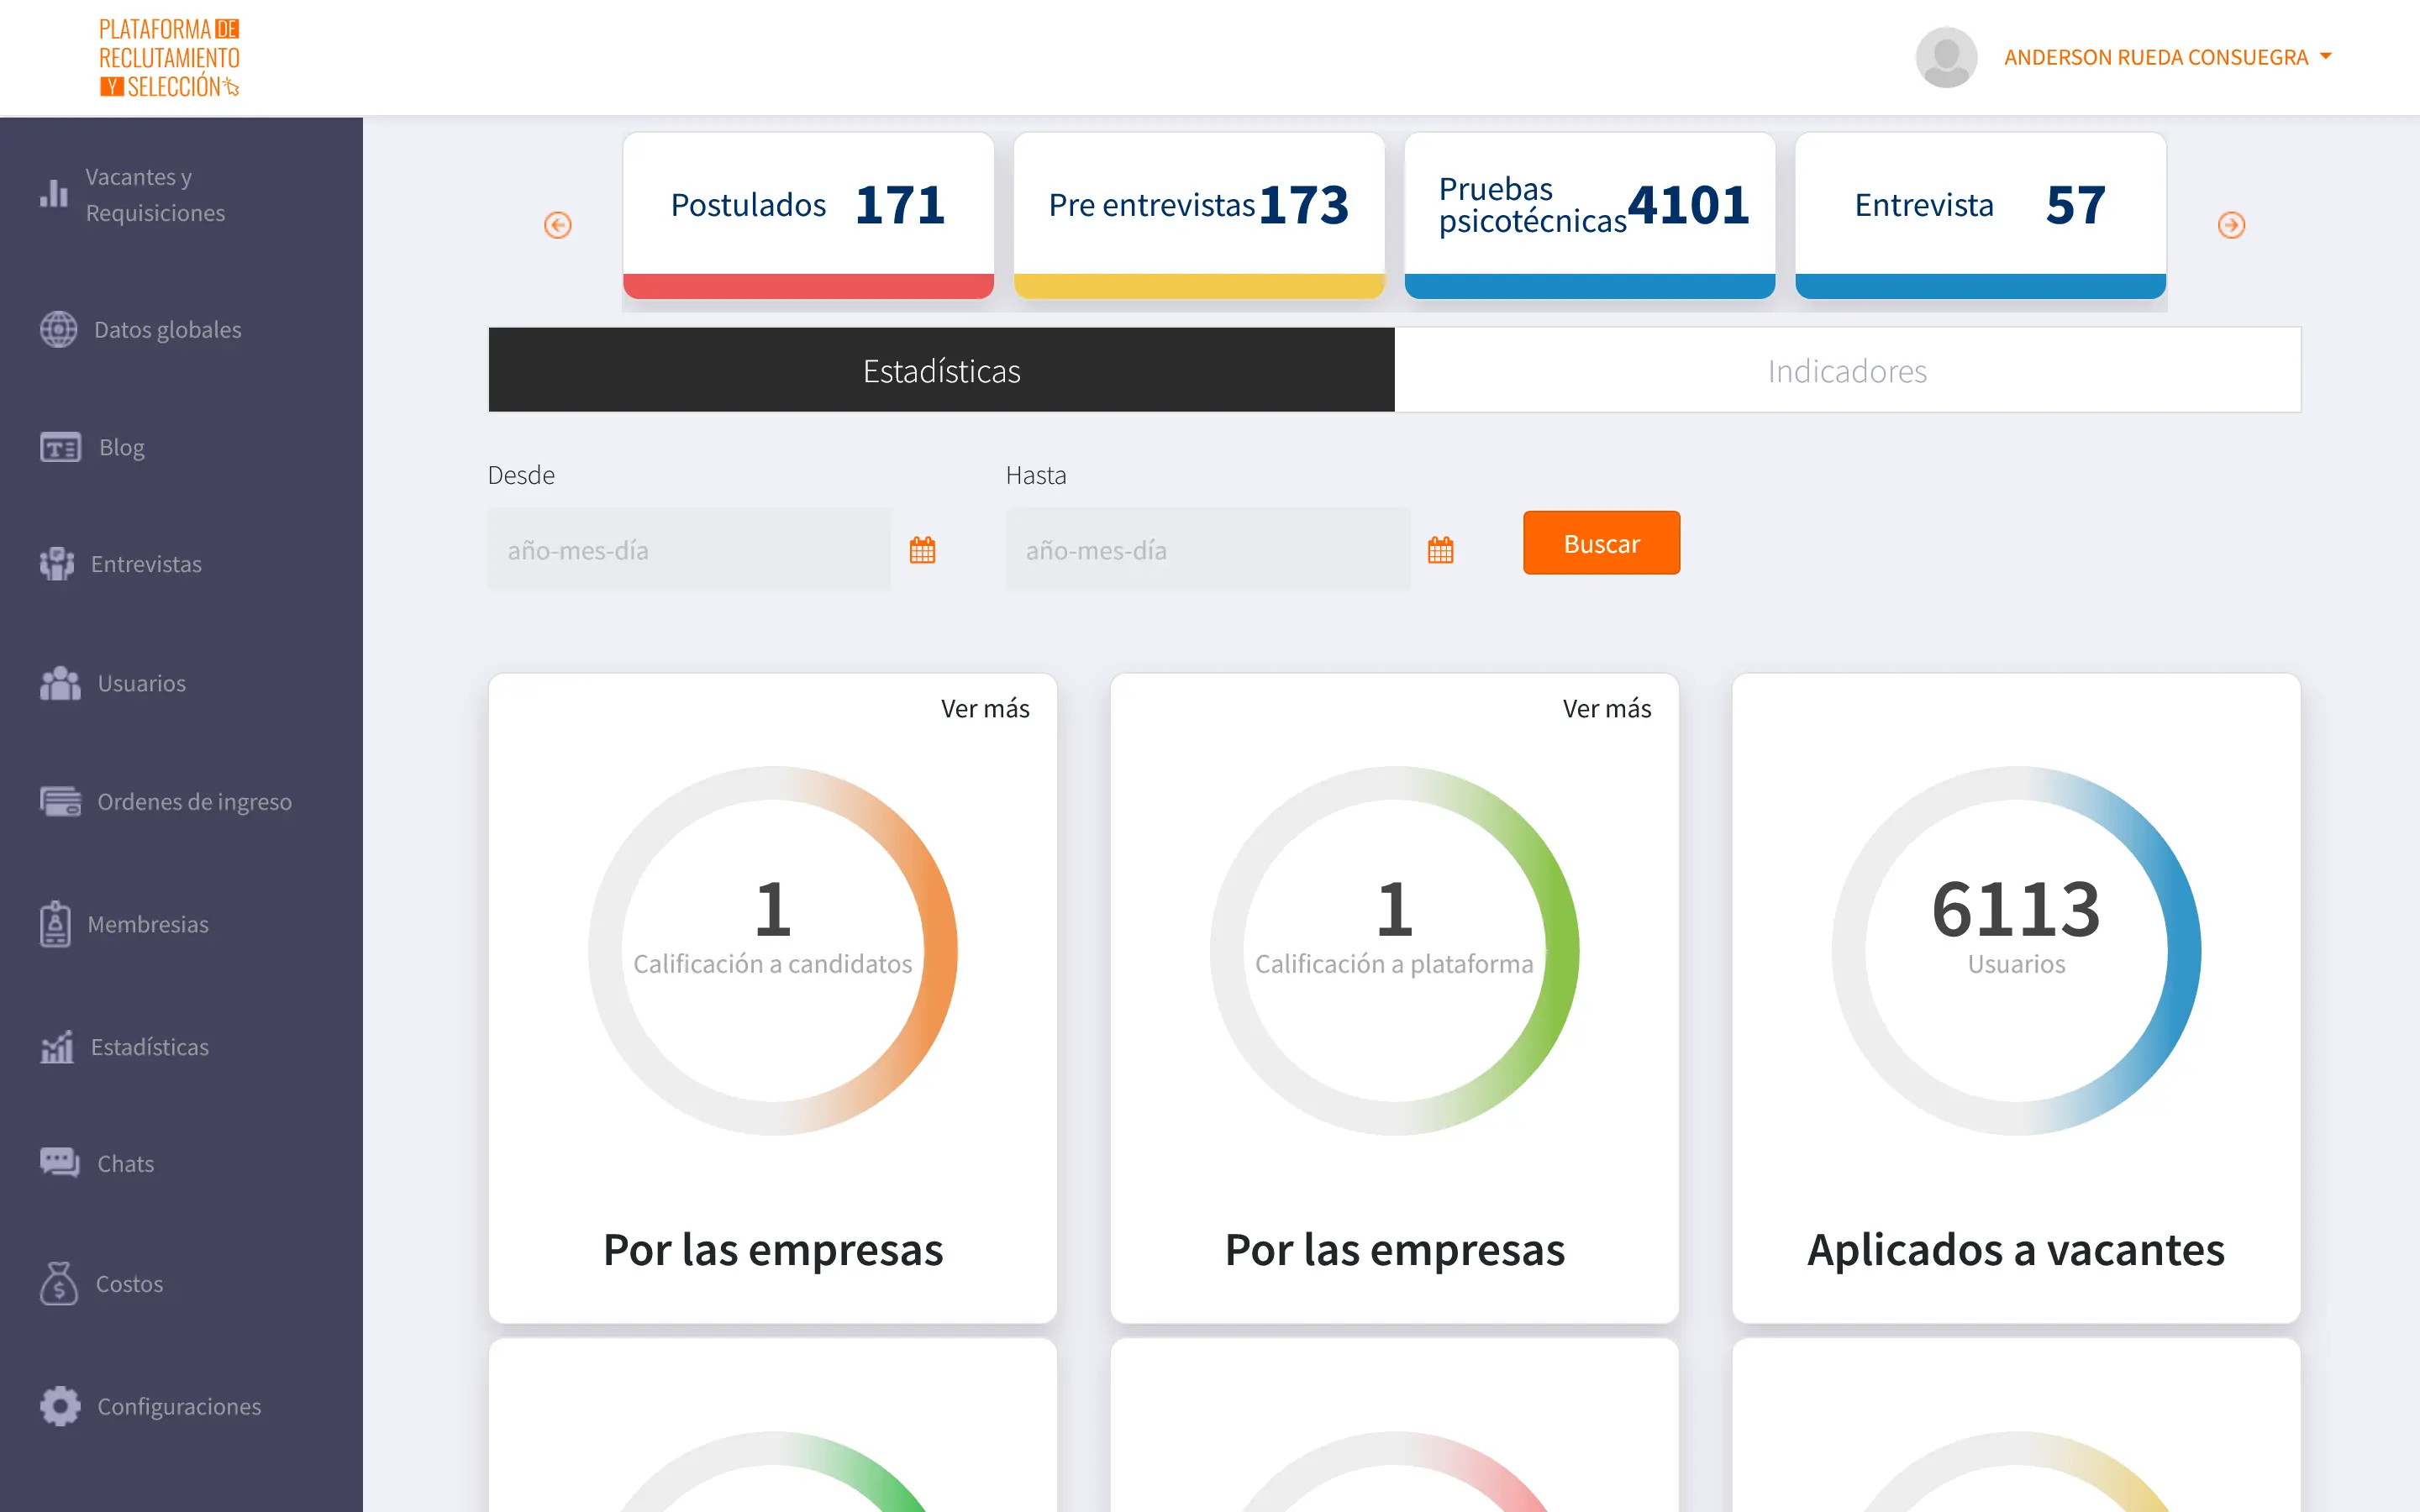 PLATAFORMA DE
RECLUTAMIENTO
Y SELECCIÓN
ANDERSON RUEDA CONSUEGRA
Vacantes y
Requisiciones
Datos globales
Blog
Entrevistas
Usuarios
Ordenes de ingreso
Membresias
Estadísticas
Chats
Costos
Configuraciones
Postulados 171
Pre entrevistas 173
Pruebas
psicotécnicas 4101
Entrevista 57
Estadísticas
Indicadores
Desde
Hasta
año-mes-día
año-mes-día
Buscar
Ver más
1
Calificación a candidatos
Por las empresas
Ver más
1
Calificación a plataforma
Por las empresas
6113
Usuarios
Aplicados a vacantes